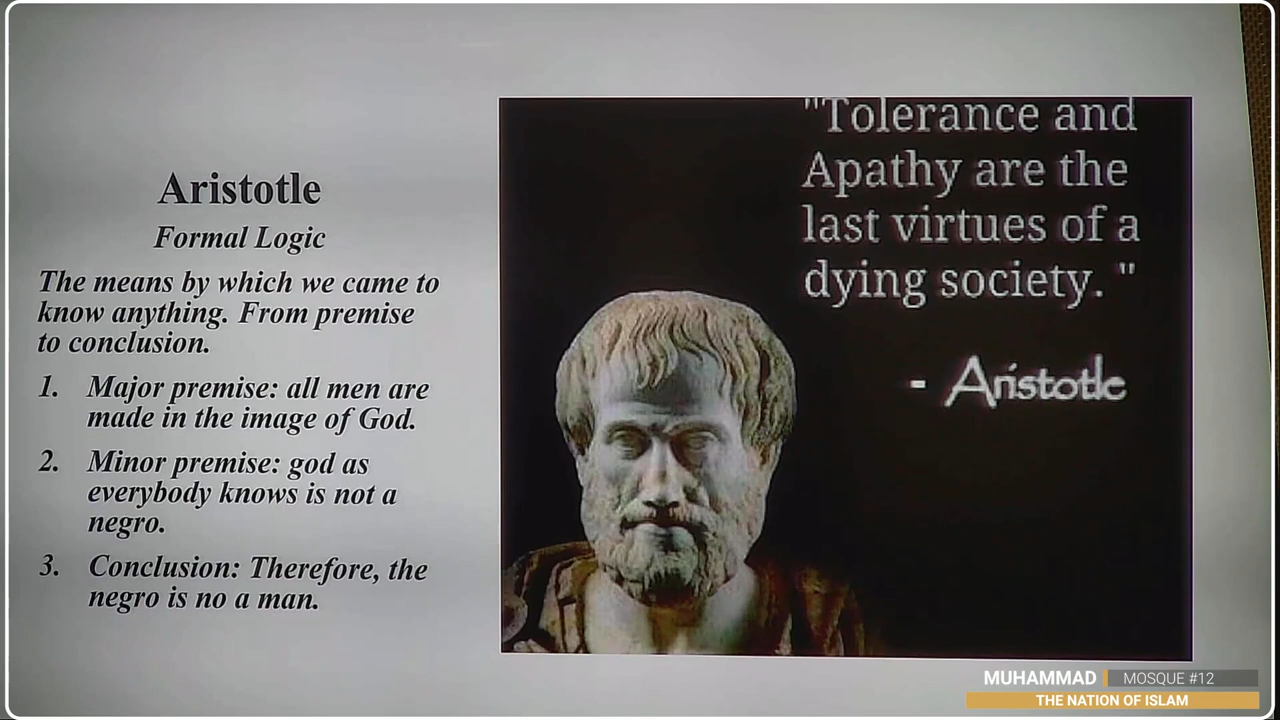 Aristotle
Formal Logic
The means by which we came to
know anything. From premise
to conclusion.
1. Major premise: all men are
made in the image of God.
2. Minor premise: god as
everybody knows is not a
negro.
3. Conclusion: Therefore, the
negro is no a man.
"Tolerance and
Apathy are the
last virtues of a
dying society. "
- Aristotle
MUHAMMAD MOSQUE #12
THE NATION OF ISLAM